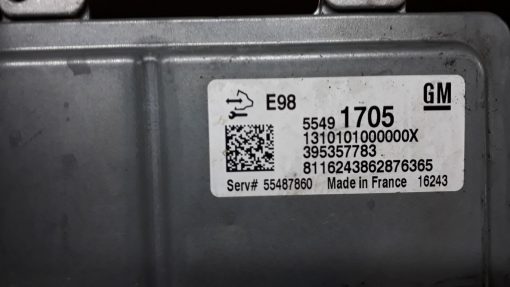 E98
GM
5549 1705
1310101000000X
395357783
8116243862876365
Serv# 55487860 Made in France 16243